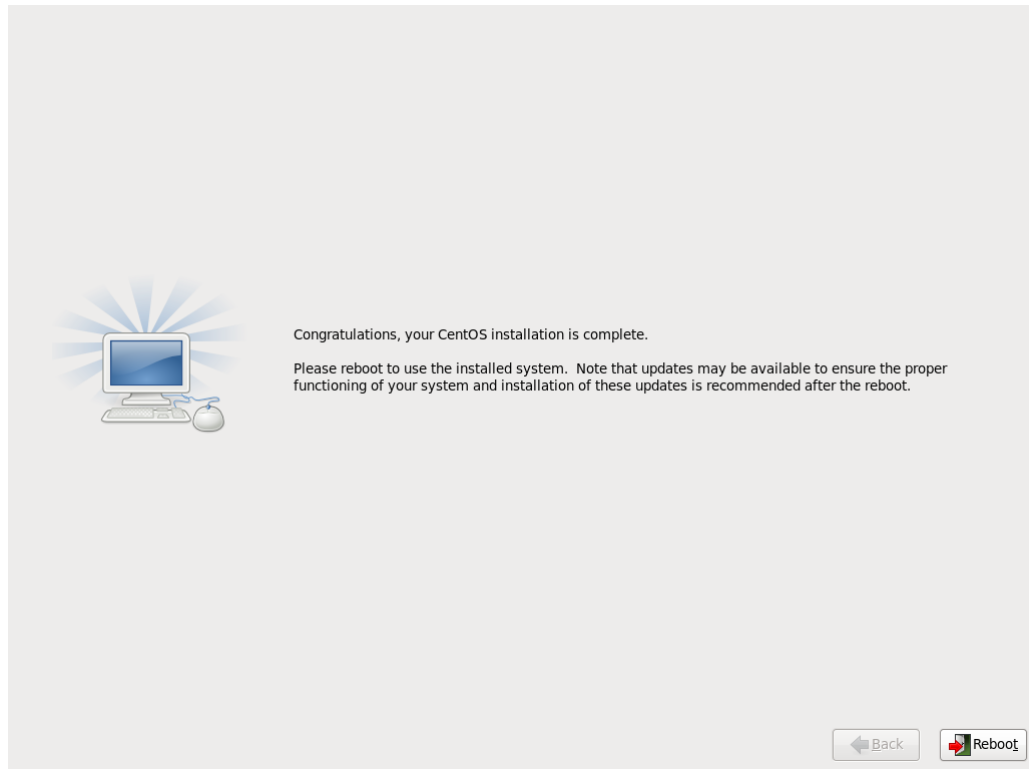 Congratulations, your CentOS installation is complete.
Please reboot to use the installed system.  Note that updates may be available to ensure the proper
functioning of your system and installation of these updates is recommended after the reboot.
Back
Reboot